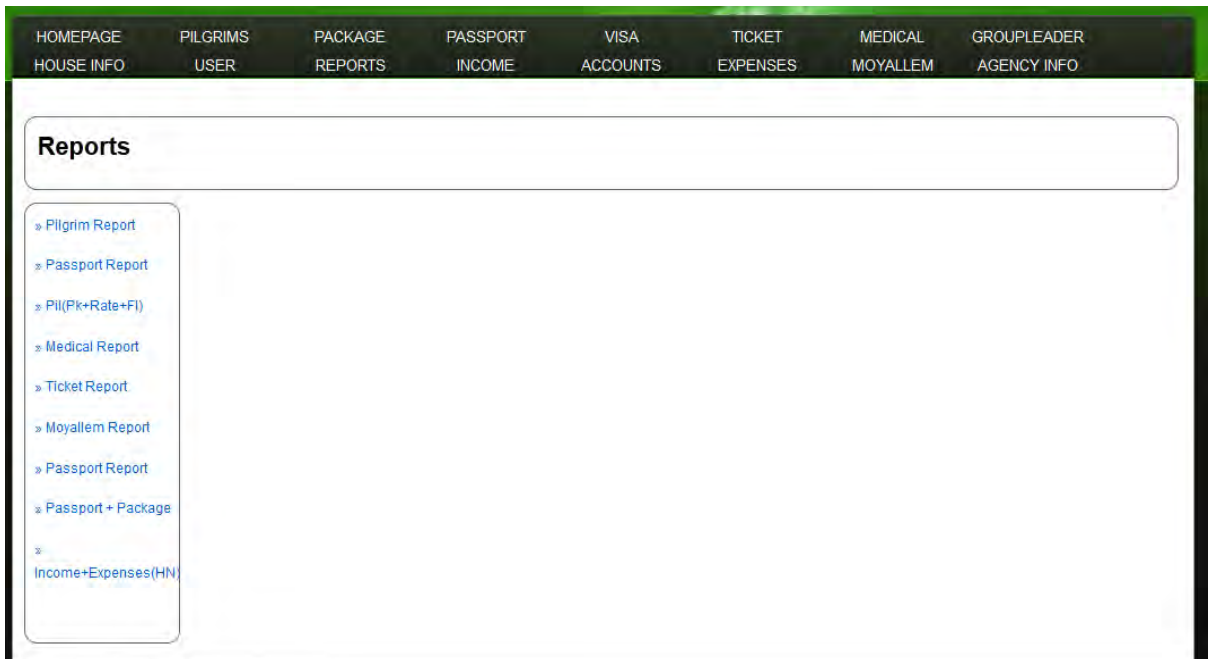 HOMEPAGE PILGRIMS PACKAGE PASSPORT VISA TICKET MEDICAL GROUPLEADER
HOUSE INFO USER REPORTS INCOME ACCOUNTS EXPENSES MOYALLEM AGENCY INFO
Reports
» Pilgrim Report
» Passport Report
» Pil(Pk+Rate+Fl)
» Medical Report
» Ticket Report
» Moyallem Report
» Passport Report
» Passport + Package
»
Income+Expenses(HN)